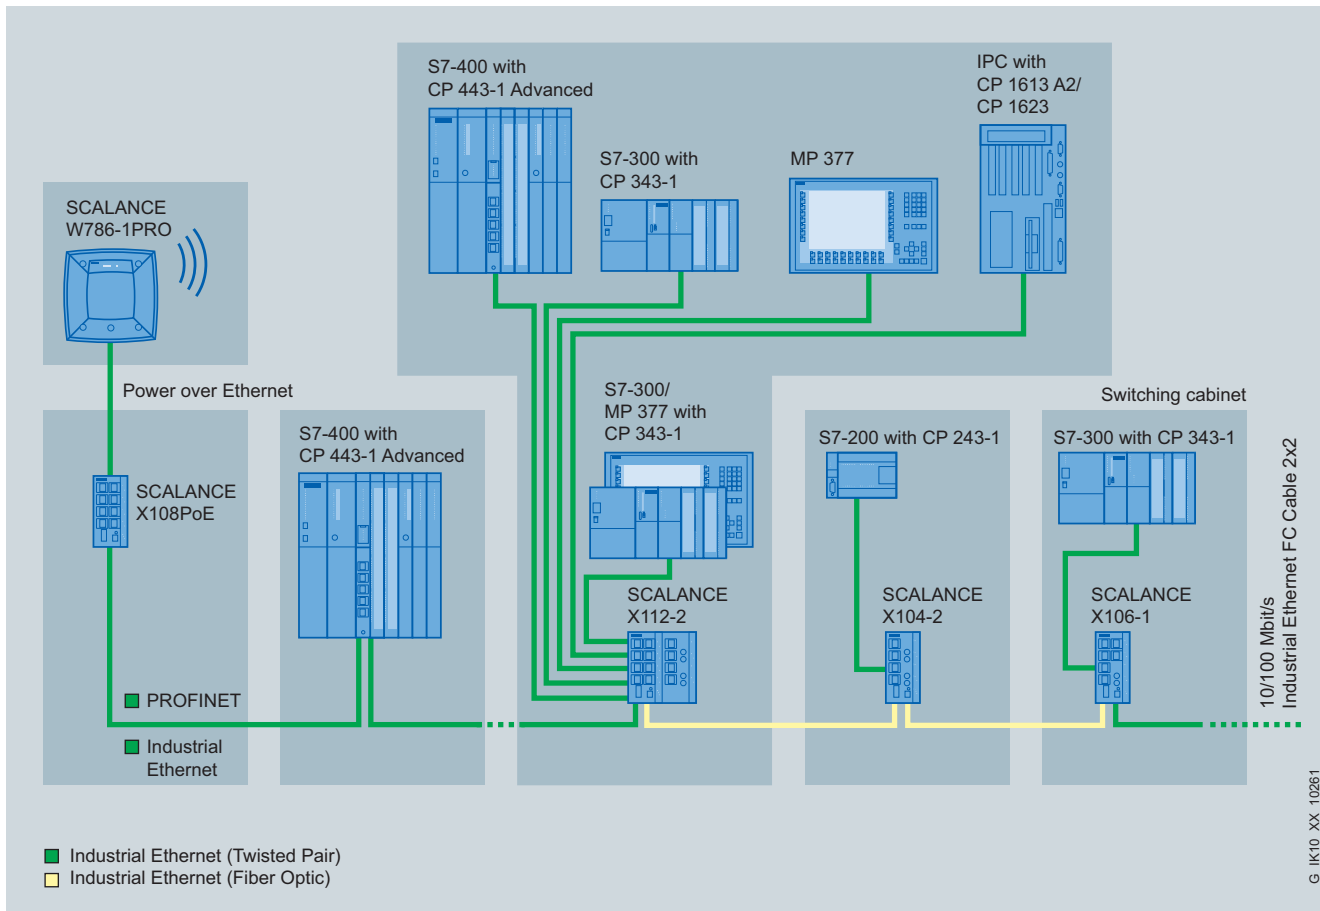 S7-400 with
CP 443-1 Advanced
IPC with
CP 1613 A2/
CP 1623
S7-300 with
CP 343-1
MP 377
SCALANCE
W786-1PRO
Power over Ethernet
S7-300/
MP 377 with
CP 343-1
Switching cabinet
S7-400 with
CP 443-1 Advanced
S7-200 with CP 243-1
S7-300 with CP 343-1
SCALANCE
X108PoE
SCALANCE
X112-2
SCALANCE
X104-2
SCALANCE
X106-1
10/100 Mbit/s
Industrial Ethernet FC Cable 2x2
PROFINET
Industrial
Ethernet
Industrial Ethernet (Twisted Pair)
Industrial Ethernet (Fiber Optic)
G_IK10_XX_10261